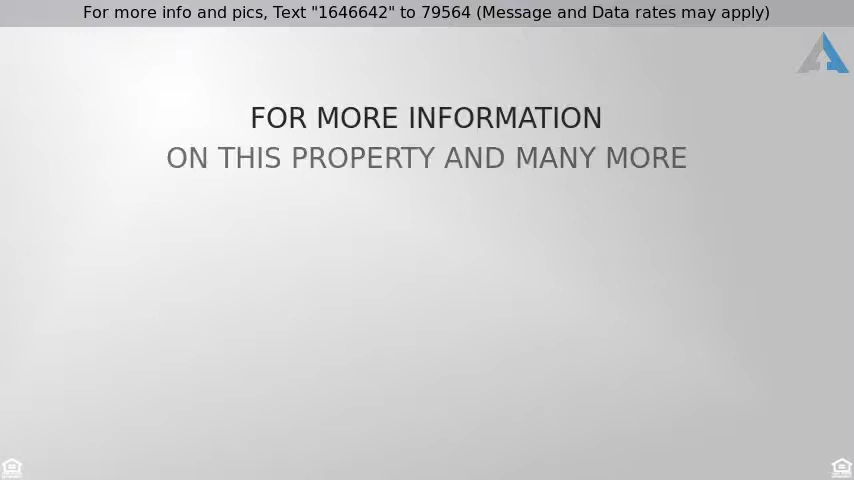 For more info and pics, Text "1646642" to 79564 (Message and Data rates may apply)
FOR MORE INFORMATION
ON THIS PROPERTY AND MANY MORE